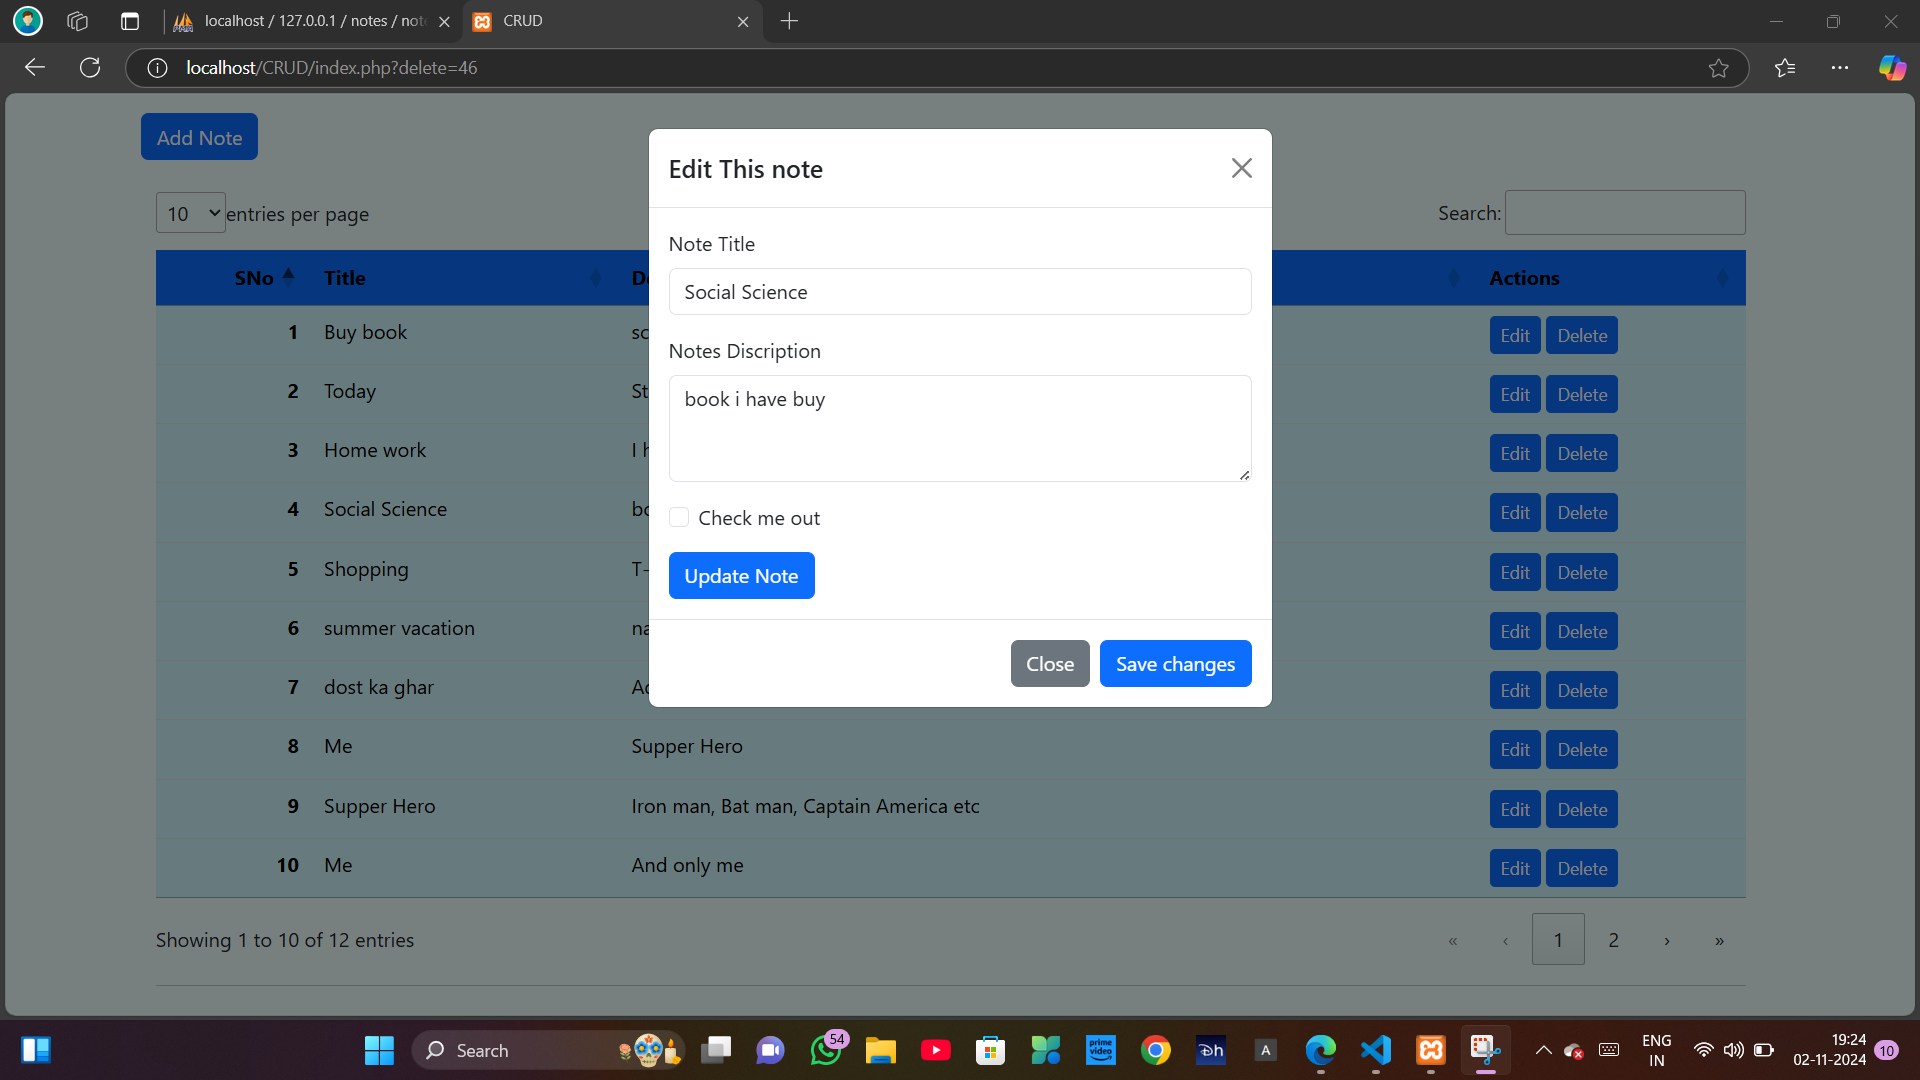 localhost / 127.0.0.1 / notes / not
CRUD
localhost/CRUD/index.php?delete=46
Add Note
10 entries per page
Search:
SNo Title De Actions
1 Buy book sc Edit Delete
2 Today St Edit Delete
3 Home work I h Edit Delete
4 Social Science bo Edit Delete
5 Shopping T- Edit Delete
6 summer vacation na Edit Delete
7 dost ka ghar Ac Edit Delete
8 Me Supper Hero Edit Delete
9 Supper Hero Iron man, Bat man, Captain America etc Edit Delete
10 Me And only me Edit Delete
Showing 1 to 10 of 12 entries
« ‹ 1 2 › »
Edit This note
Note Title
Social Science
Notes Discription
book i have buy
Check me out
Update Note
Close Save changes
Search
54
prime video
A
ENG
IN
19:24
02-11-2024
10